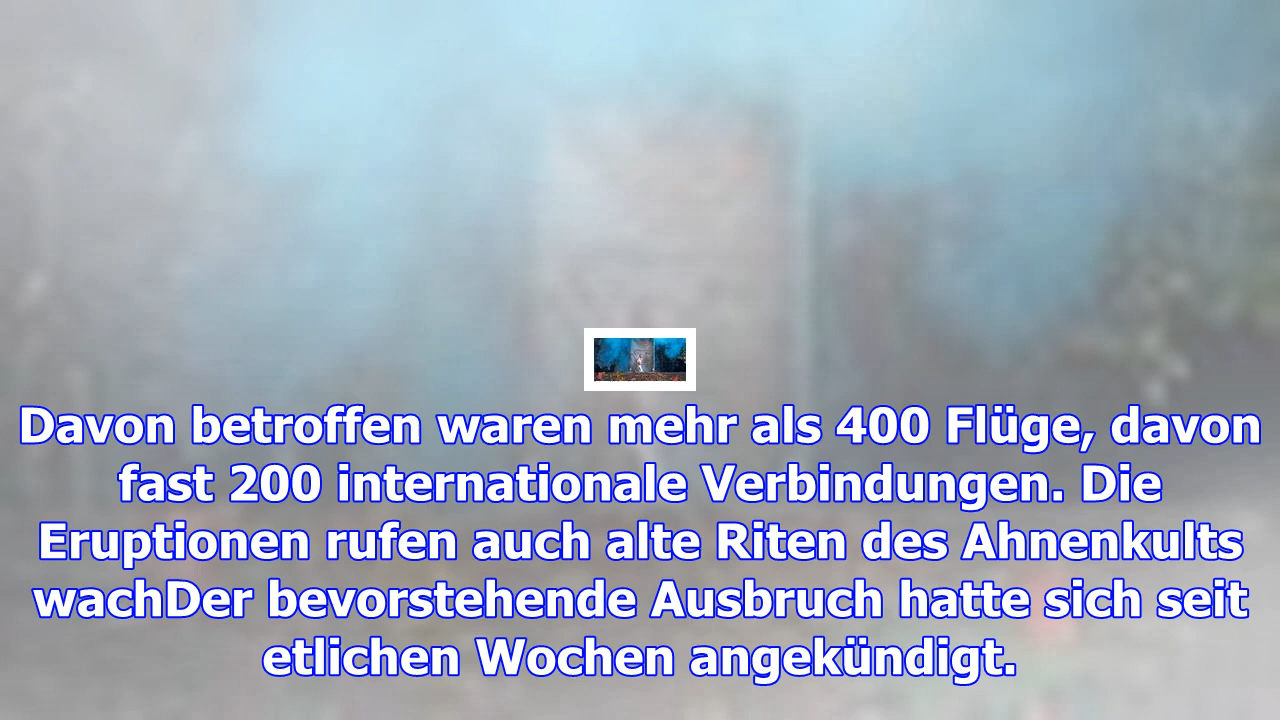 Davon betroffen waren mehr als 400 Flüge, davon
fast 200 internationale Verbindungen. Die
Eruptionen rufen auch alte Riten des Ahnenkults
wachDer bevorstehende Ausbruch hatte sich seit
etlichen Wochen angekündigt.